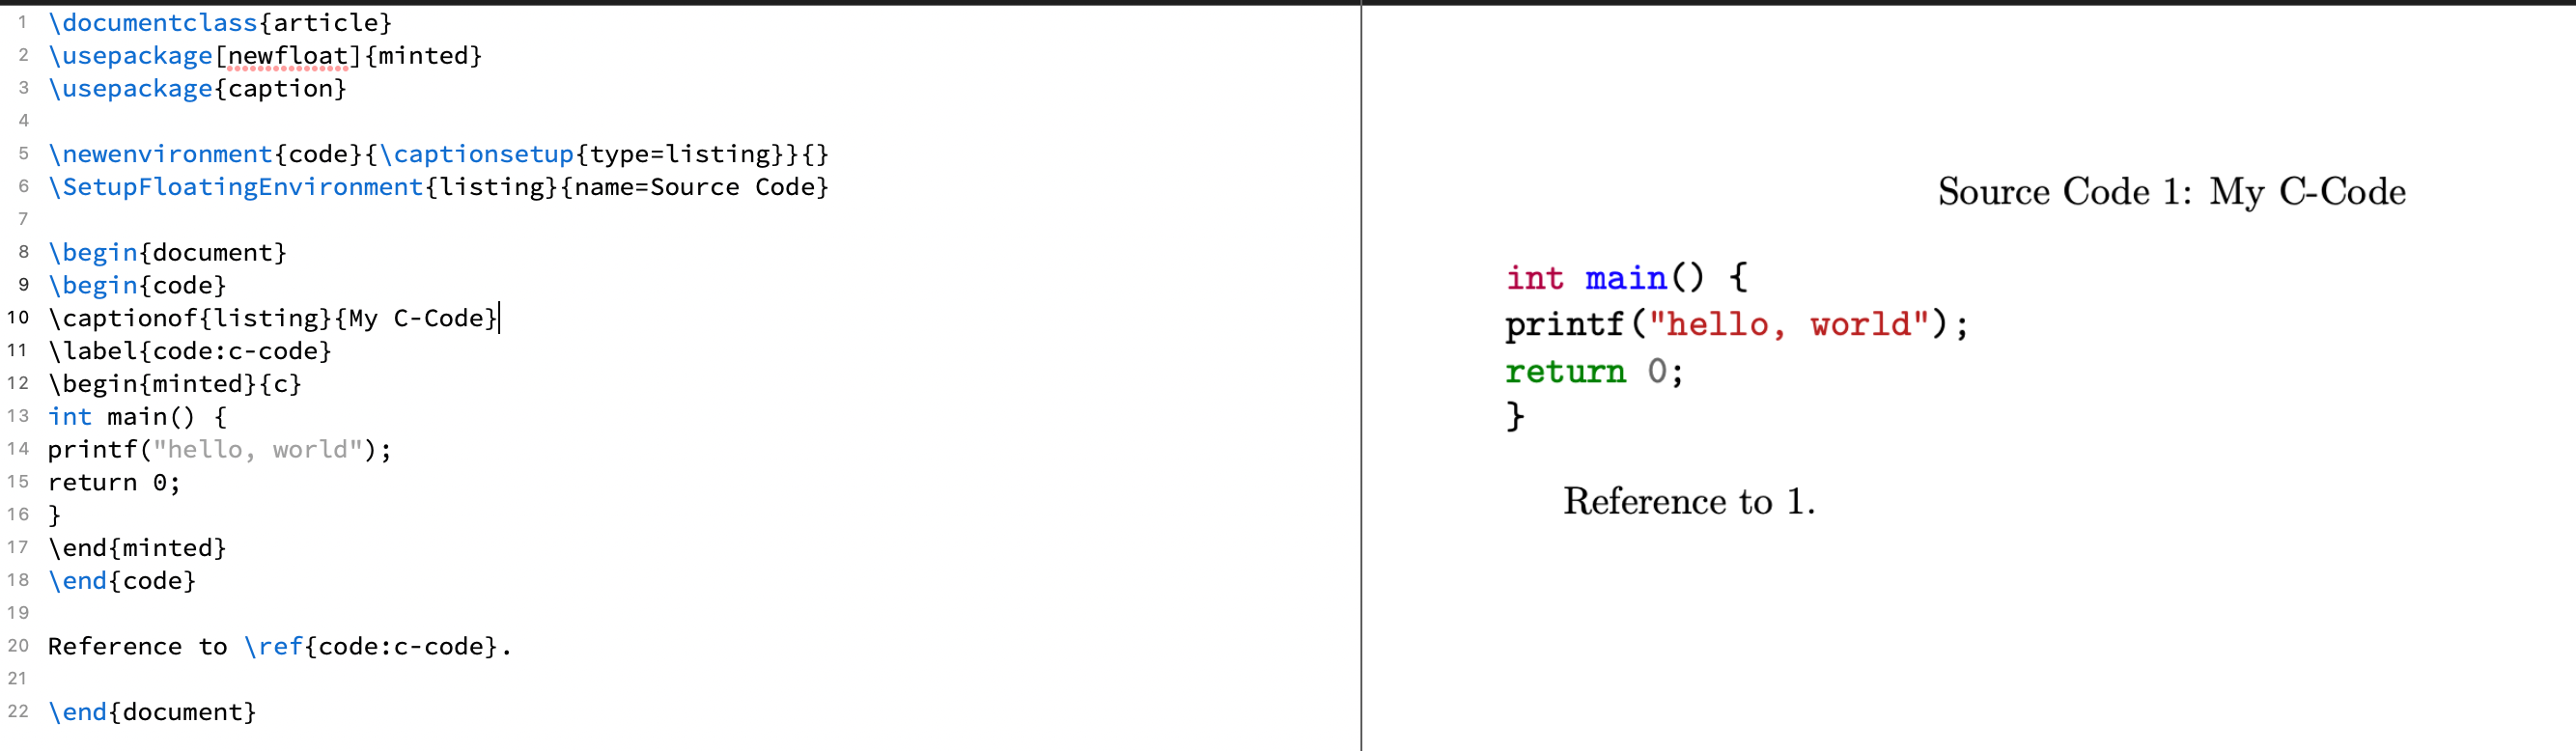 1 \documentclass{article}
2 \usepackage[newfloat]{minted}
3 \usepackage{caption}
4
5 \newenvironment{code}{\captionsetup{type=listing}}{}
6 \SetupFloatingEnvironment{listing}{name=Source Code}
7
8 \begin{document}
9 \begin{code}
10 \captionof{listing}{My C-Code}
11 \label{code:c-code}
12 \begin{minted}{c}
13 int main() {
14 printf("hello, world");
15 return 0;
16 }
17 \end{minted}
18 \end{code}
19
20 Reference to \ref{code:c-code}.
21
22 \end{document}
Source Code 1: My C-Code
int main() {
printf("hello, world");
return 0;
}
Reference to 1.